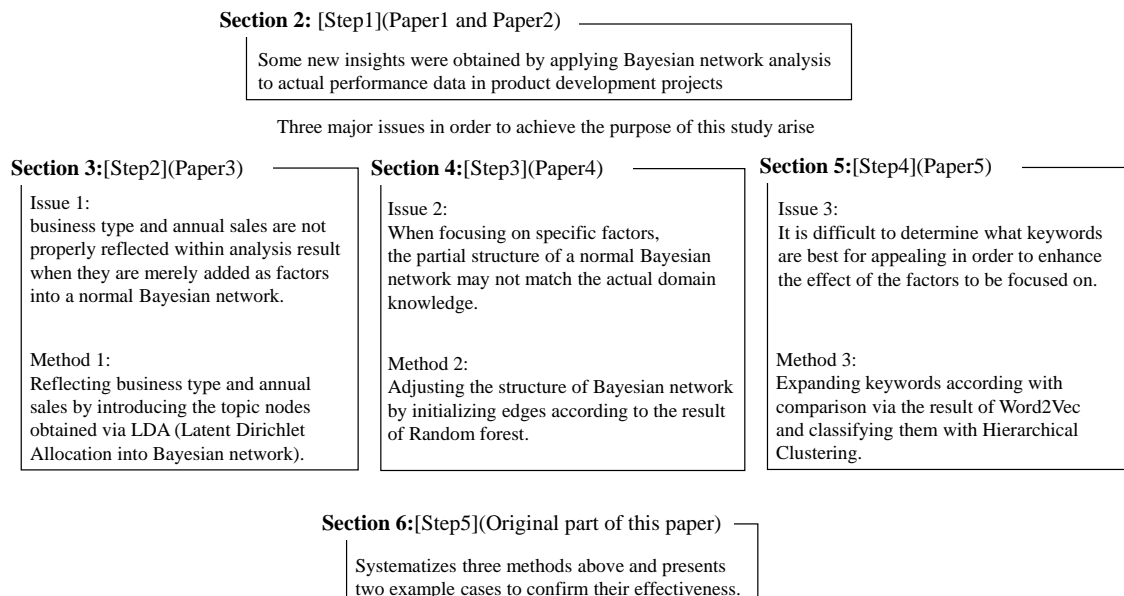 Section 2: [Step1](Paper1 and Paper2)
Some new insights were obtained by applying Bayesian network analysis
to actual performance data in product development projects
Three major issues in order to achieve the purpose of this study arise
Section 3:[Step2](Paper3)
Issue 1:
business type and annual sales are not
properly reflected within analysis result
when they are merely added as factors
into a normal Bayesian network.
Method 1:
Reflecting business type and annual
sales by introducing the topic nodes
obtained via LDA (Latent Dirichlet
Allocation into Bayesian network).
Section 4:[Step3](Paper4)
Issue 2:
When focusing on specific factors,
the partial structure of a normal Bayesian
network may not match the actual domain
knowledge.
Method 2:
Adjusting the structure of Bayesian network
by initializing edges according to the result
of Random forest.
Section 5:[Step4](Paper5)
Issue 3:
It is difficult to determine what keywords
are best for appealing in order to enhance
the effect of the factors to be focused on.
Method 3:
Expanding keywords according with
comparison via the result of Word2Vec
and classifying them with Hierarchical
Clustering.
Section 6:[Step5](Original part of this paper)
Systematizes three methods above and presents
two example cases to confirm their effectiveness.